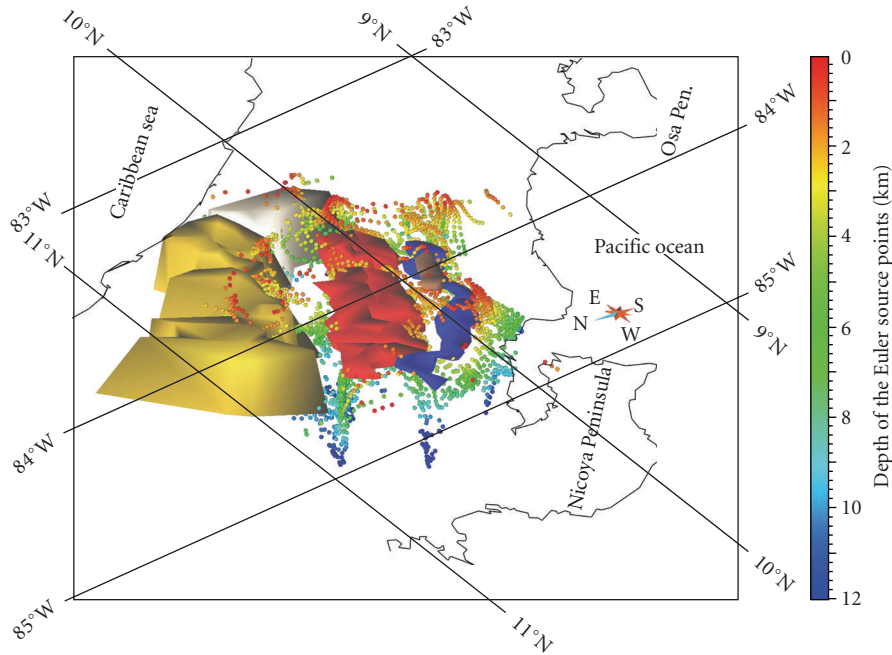 10°N
9°N
83°W
84°W
Osa Pen.
Caribbean sea
83°W
11°N
Pacific ocean
85°W
E
S
N
W
9°N
Nicoya Peninsula
84°W
85°W
11°N
10°N
0
2
4
6
8
10
12
Depth of the Euler source points (km)